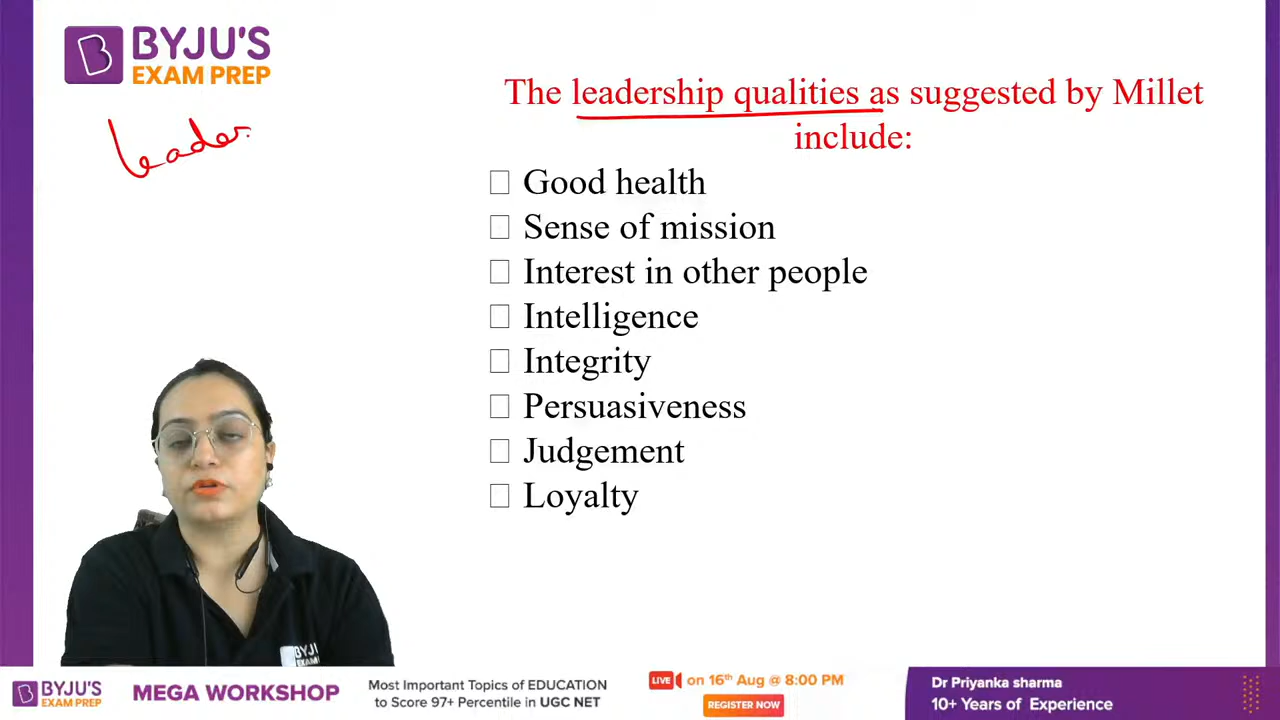 BYJU'S
EXAM PREP
The leadership qualities as suggested by Millet
include:
leader
Good health
Sense of mission
Interest in other people
Intelligence
Integrity
Persuasiveness
Judgement
Loyalty
BYJU
EXAM
BYJU'S
EXAM PREP
MEGA WORKSHOP
Most Important Topics of EDUCATION
to Score 97+ Percentile in UGC NET
LIVE on 16th Aug @ 8:00 PM
REGISTER NOW
Dr Priyanka sharma
10+ Years of Experience